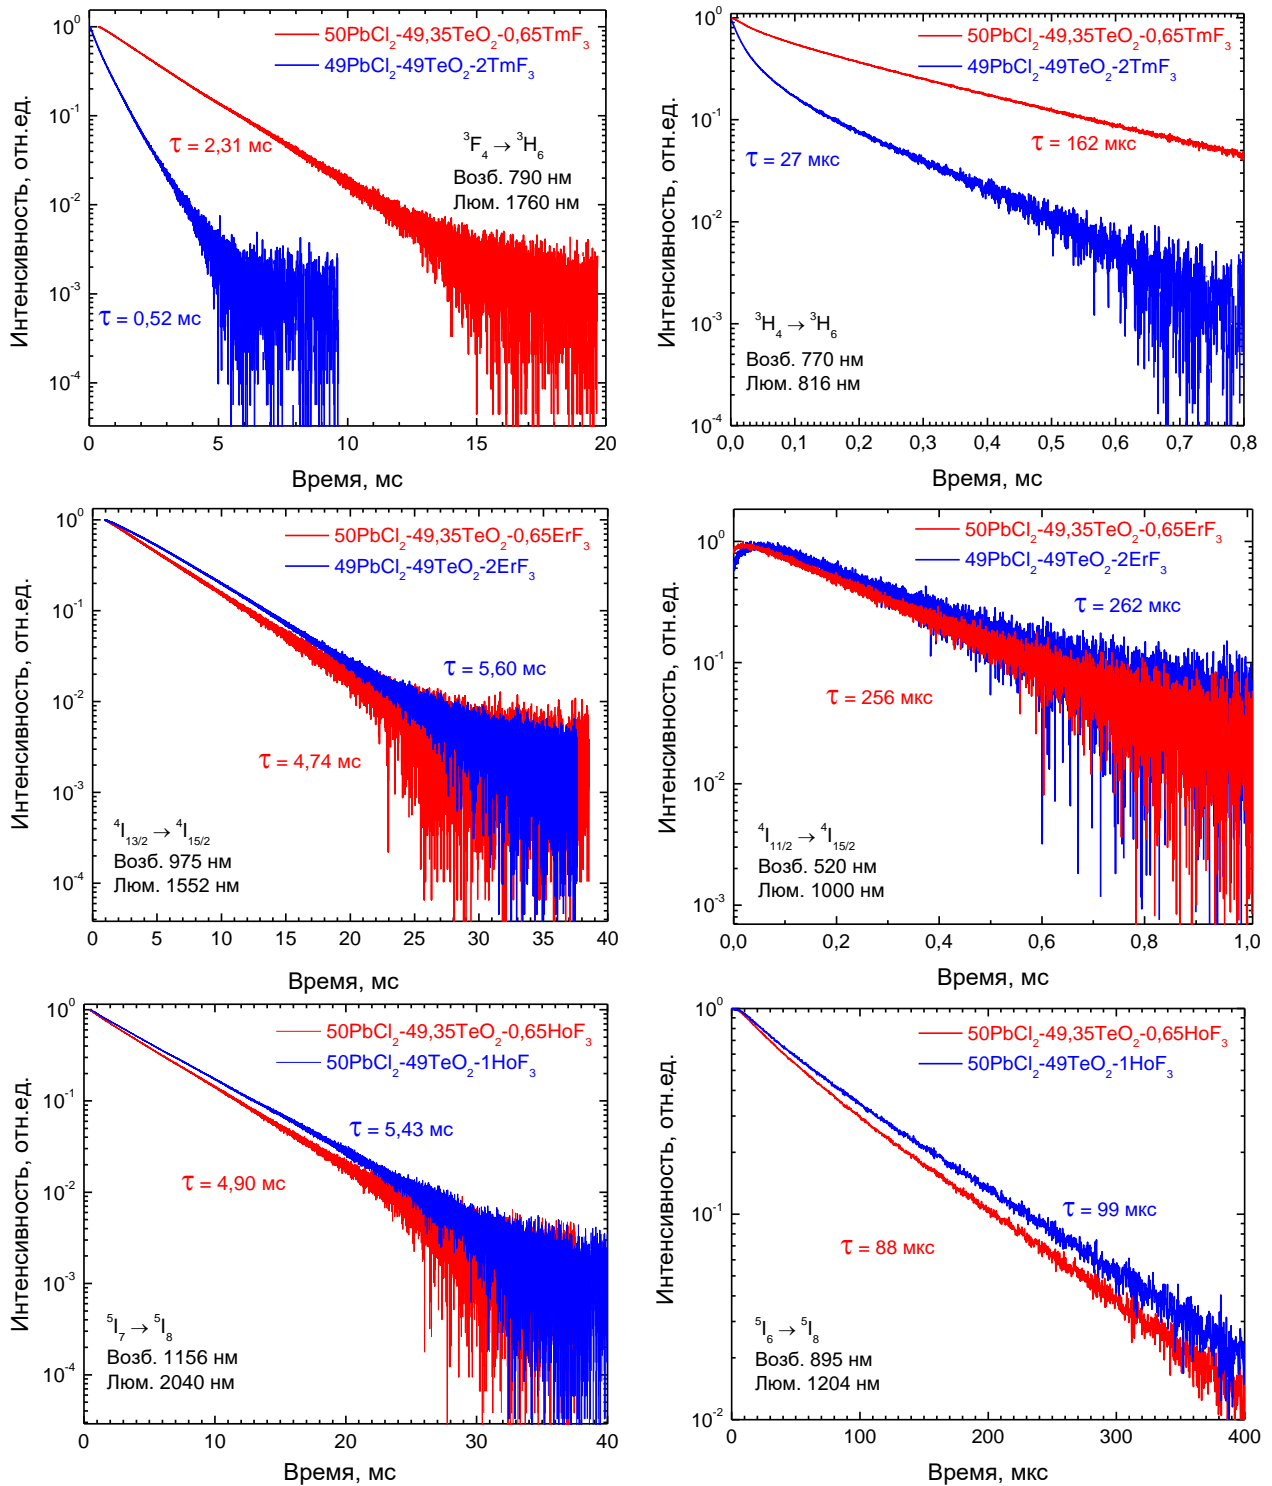 50PbCl₂-49,35TeO₂-0,65TmF₃
49PbCl₂-49TeO₂-2TmF₃
τ = 2,31 мс
³F₄ → ³H₆
Возб. 790 нм
Люм. 1760 нм
τ = 0,52 мс
10⁰
10⁻¹
10⁻²
10⁻³
10⁻⁴
Интенсивность, отн.ед.
0 5 10 15 20
Время, мс
50PbCl₂-49,35TeO₂-0,65TmF₃
49PbCl₂-49TeO₂-2TmF₃
τ = 162 мкс
τ = 27 мкс
³H₄ → ³H₆
Возб. 770 нм
Люм. 816 нм
10⁰
10⁻¹
10⁻²
10⁻³
10⁻⁴
Интенсивность, отн.ед.
0,0 0,1 0,2 0,3 0,4 0,5 0,6 0,7 0,8
Время, мс
50PbCl₂-49,35TeO₂-0,65ErF₃
49PbCl₂-49TeO₂-2ErF₃
τ = 5,60 мс
τ = 4,74 мс
⁴I₁₃/₂ → ⁴I₁₅/₂
Возб. 975 нм
Люм. 1552 нм
10⁰
10⁻¹
10⁻²
10⁻³
10⁻⁴
Интенсивность, отн.ед.
0 5 10 15 20 25 30 35 40
Время, мс
50PbCl₂-49,35TeO₂-0,65ErF₃
49PbCl₂-49TeO₂-2ErF₃
τ = 262 мкс
τ = 256 мкс
⁴I₁₁/₂ → ⁴I₁₅/₂
Возб. 520 нм
Люм. 1000 нм
10⁰
10⁻¹
10⁻²
10⁻³
Интенсивность, отн.ед.
0,0 0,2 0,4 0,6 0,8 1,0
Время, мс
50PbCl₂-49,35TeO₂-0,65HoF₃
50PbCl₂-49TeO₂-1HoF₃
τ = 5,43 мс
τ = 4,90 мс
⁵I₇ → ⁵I₈
Возб. 1156 нм
Люм. 2040 нм
10⁰
10⁻¹
10⁻²
10⁻³
10⁻⁴
Интенсивность, отн.ед.
0 10 20 30 40
Время, мс
50PbCl₂-49,35TeO₂-0,65HoF₃
50PbCl₂-49TeO₂-1HoF₃
τ = 99 мкс
τ = 88 мкс
⁵I₆ → ⁵I₈
Возб. 895 нм
Люм. 1204 нм
10⁰
10⁻¹
10⁻²
Интенсивность, отн.ед.
0 100 200 300 400
Время, мкс